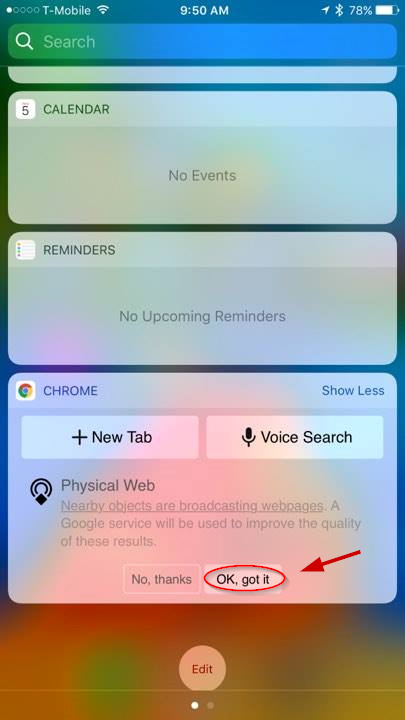 T-Mobile 9:50 AM 78%
Search
5 CALENDAR
No Events
REMINDERS
No Upcoming Reminders
CHROME Show Less
+ New Tab Voice Search
Physical Web
Nearby objects are broadcasting webpages. A
Google service will be used to improve the quality
of these results.
No, thanks OK, got it
Edit